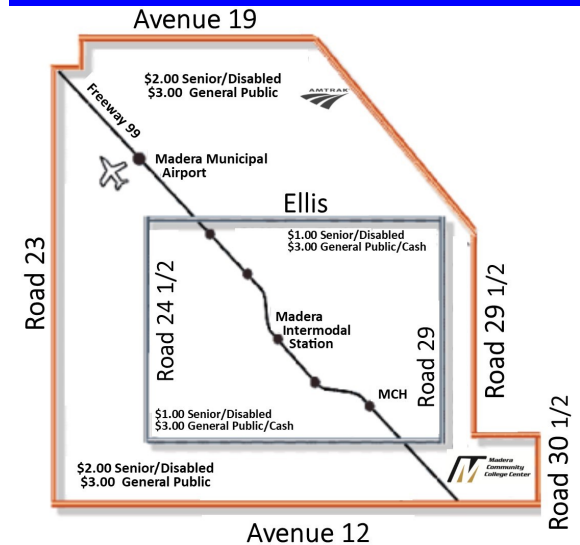 Avenue 19
$2.00 Senior/Disabled
$3.00 General Public
AMTRAK
Freeway 99
Madera Municipal
Airport
Ellis
$1.00 Senior/Disabled
$3.00 General Public/Cash
Road 23
Road 24 1/2
Madera
Intermodal
Station
Road 29
Road 29 1/2
MCH
$1.00 Senior/Disabled
$3.00 General Public/Cash
$2.00 Senior/Disabled
$3.00 General Public
Madera
Community
College Center
Road 30 1/2
Avenue 12